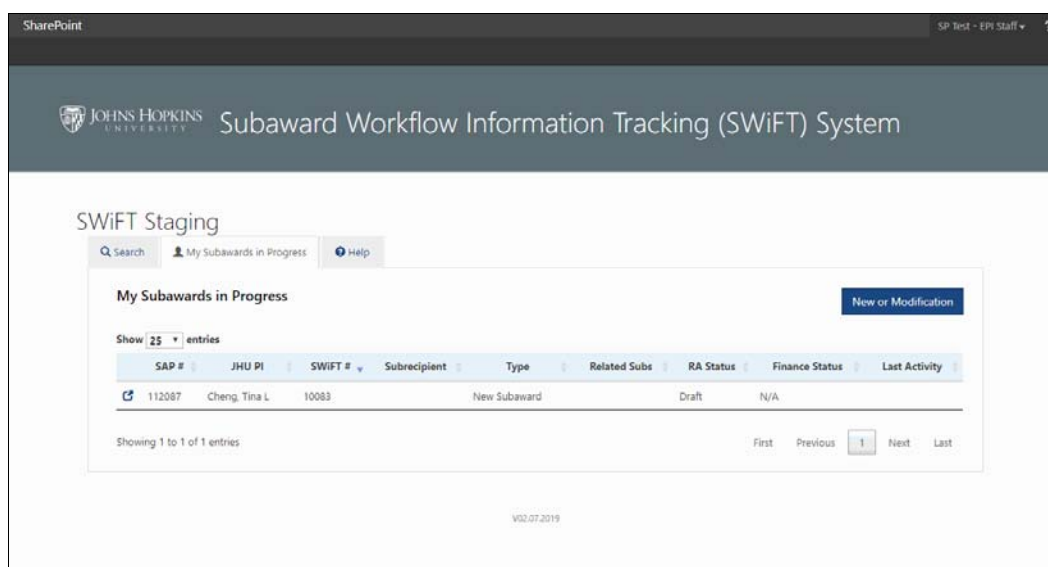 SharePoint SP Test - EPI Staff ?
JOHNS HOPKINS
UNIVERSITY
Subaward Workflow Information Tracking (SWiFT) System
SWiFT Staging
Search My Subawards in Progress Help
My Subawards in Progress New or Modification
Show 25 entries
SAP # JHU PI SWiFT # Subrecipient Type Related Subs RA Status Finance Status Last Activity
112087 Cheng, Tina L 10083 New Subaward Draft N/A
Showing 1 to 1 of 1 entries First Previous 1 Next Last
V02.07.2019